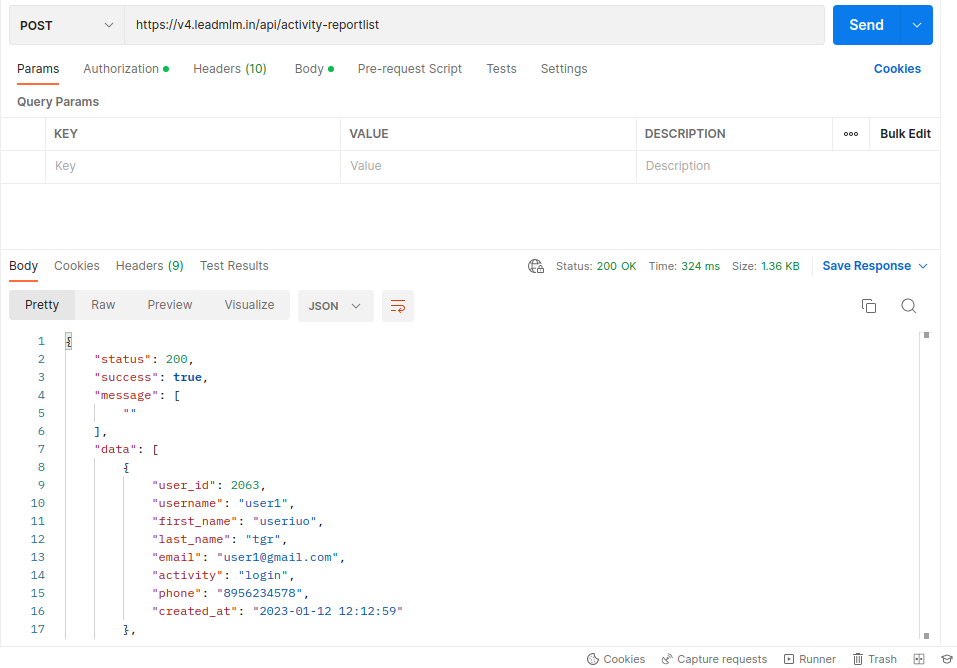 POST https://v4.leadmlm.in/api/activity-reportlist Send
Params Authorization Headers (10) Body Pre-request Script Tests Settings Cookies
Query Params
KEY VALUE DESCRIPTION ooo Bulk Edit
Key Value Description
Body Cookies Headers (9) Test Results Status: 200 OK Time: 324 ms Size: 1.36 KB Save Response
Pretty Raw Preview Visualize JSON
1 {
2 "status": 200,
3 "success": true,
4 "message": [
5 ""
6 ],
7 "data": [
8 {
9 "user_id": 2063,
10 "username": "user1",
11 "first_name": "useriuo",
12 "last_name": "tgr",
13 "email": "user1@gmail.com",
14 "activity": "login",
15 "phone": "8956234578",
16 "created_at": "2023-01-12 12:12:59"
17 },
Cookies Capture requests Runner Trash